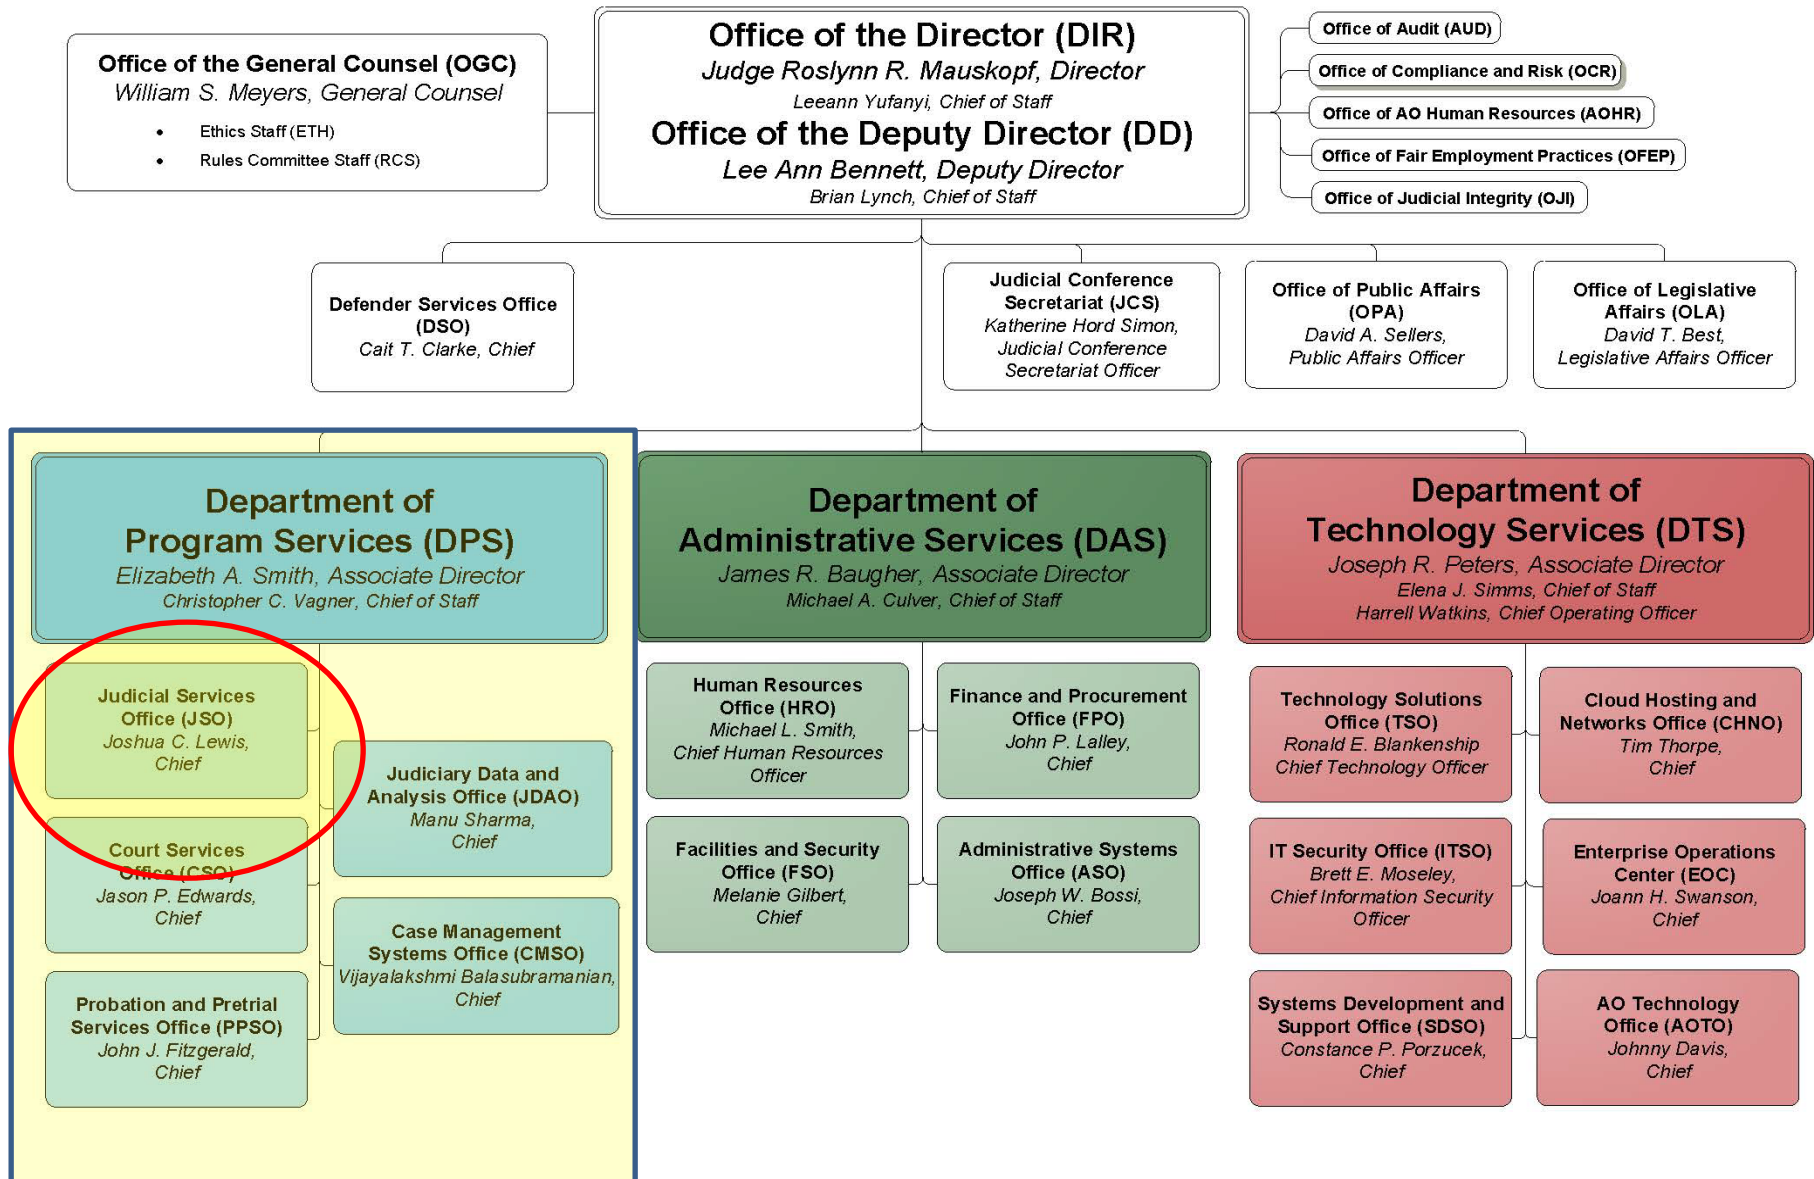 Office of the General Counsel (OGC)
William S. Meyers, General Counsel
• Ethics Staff (ETH)
• Rules Committee Staff (RCS)
Office of the Director (DIR)
Judge Roslynn R. Mauskopf, Director
Leeann Yufanyi, Chief of Staff
Office of the Deputy Director (DD)
Lee Ann Bennett, Deputy Director
Brian Lynch, Chief of Staff
Office of Audit (AUD)
Office of Compliance and Risk (OCR)
Office of AO Human Resources (AOHR)
Office of Fair Employment Practices (OFEP)
Office of Judicial Integrity (OJI)
Defender Services Office
(DSO)
Cait T. Clarke, Chief
Judicial Conference
Secretariat (JCS)
Katherine Hord Simon,
Judicial Conference
Secretariat Officer
Office of Public Affairs
(OPA)
David A. Sellers,
Public Affairs Officer
Office of Legislative
Affairs (OLA)
David T. Best,
Legislative Affairs Officer
Department of
Program Services (DPS)
Elizabeth A. Smith, Associate Director
Christopher C. Vagner, Chief of Staff
Judicial Services
Office (JSO)
Joshua C. Lewis,
Chief
Court Services
Office (CSO)
Jason P. Edwards,
Chief
Probation and Pretrial
Services Office (PPSO)
John J. Fitzgerald,
Chief
Judiciary Data and
Analysis Office (JDAO)
Manu Sharma,
Chief
Case Management
Systems Office (CMSO)
Vijayalakshmi Balasubramanian,
Chief
Department of
Administrative Services (DAS)
James R. Baugher, Associate Director
Michael A. Culver, Chief of Staff
Human Resources
Office (HRO)
Michael L. Smith,
Chief Human Resources
Officer
Finance and Procurement
Office (FPO)
John P. Lalley,
Chief
Facilities and Security
Office (FSO)
Melanie Gilbert,
Chief
Administrative Systems
Office (ASO)
Joseph W. Bossi,
Chief
Department of
Technology Services (DTS)
Joseph R. Peters, Associate Director
Elena J. Simms, Chief of Staff
Harrell Watkins, Chief Operating Officer
Technology Solutions
Office (TSO)
Ronald E. Blankenship
Chief Technology Officer
Cloud Hosting and
Networks Office (CHNO)
Tim Thorpe,
Chief
IT Security Office (ITSO)
Brett E. Moseley,
Chief Information Security
Officer
Enterprise Operations
Center (EOC)
Joann H. Swanson,
Chief
Systems Development and
Support Office (SDSO)
Constance P. Porzucek,
Chief
AO Technology
Office (AOTO)
Johnny Davis,
Chief